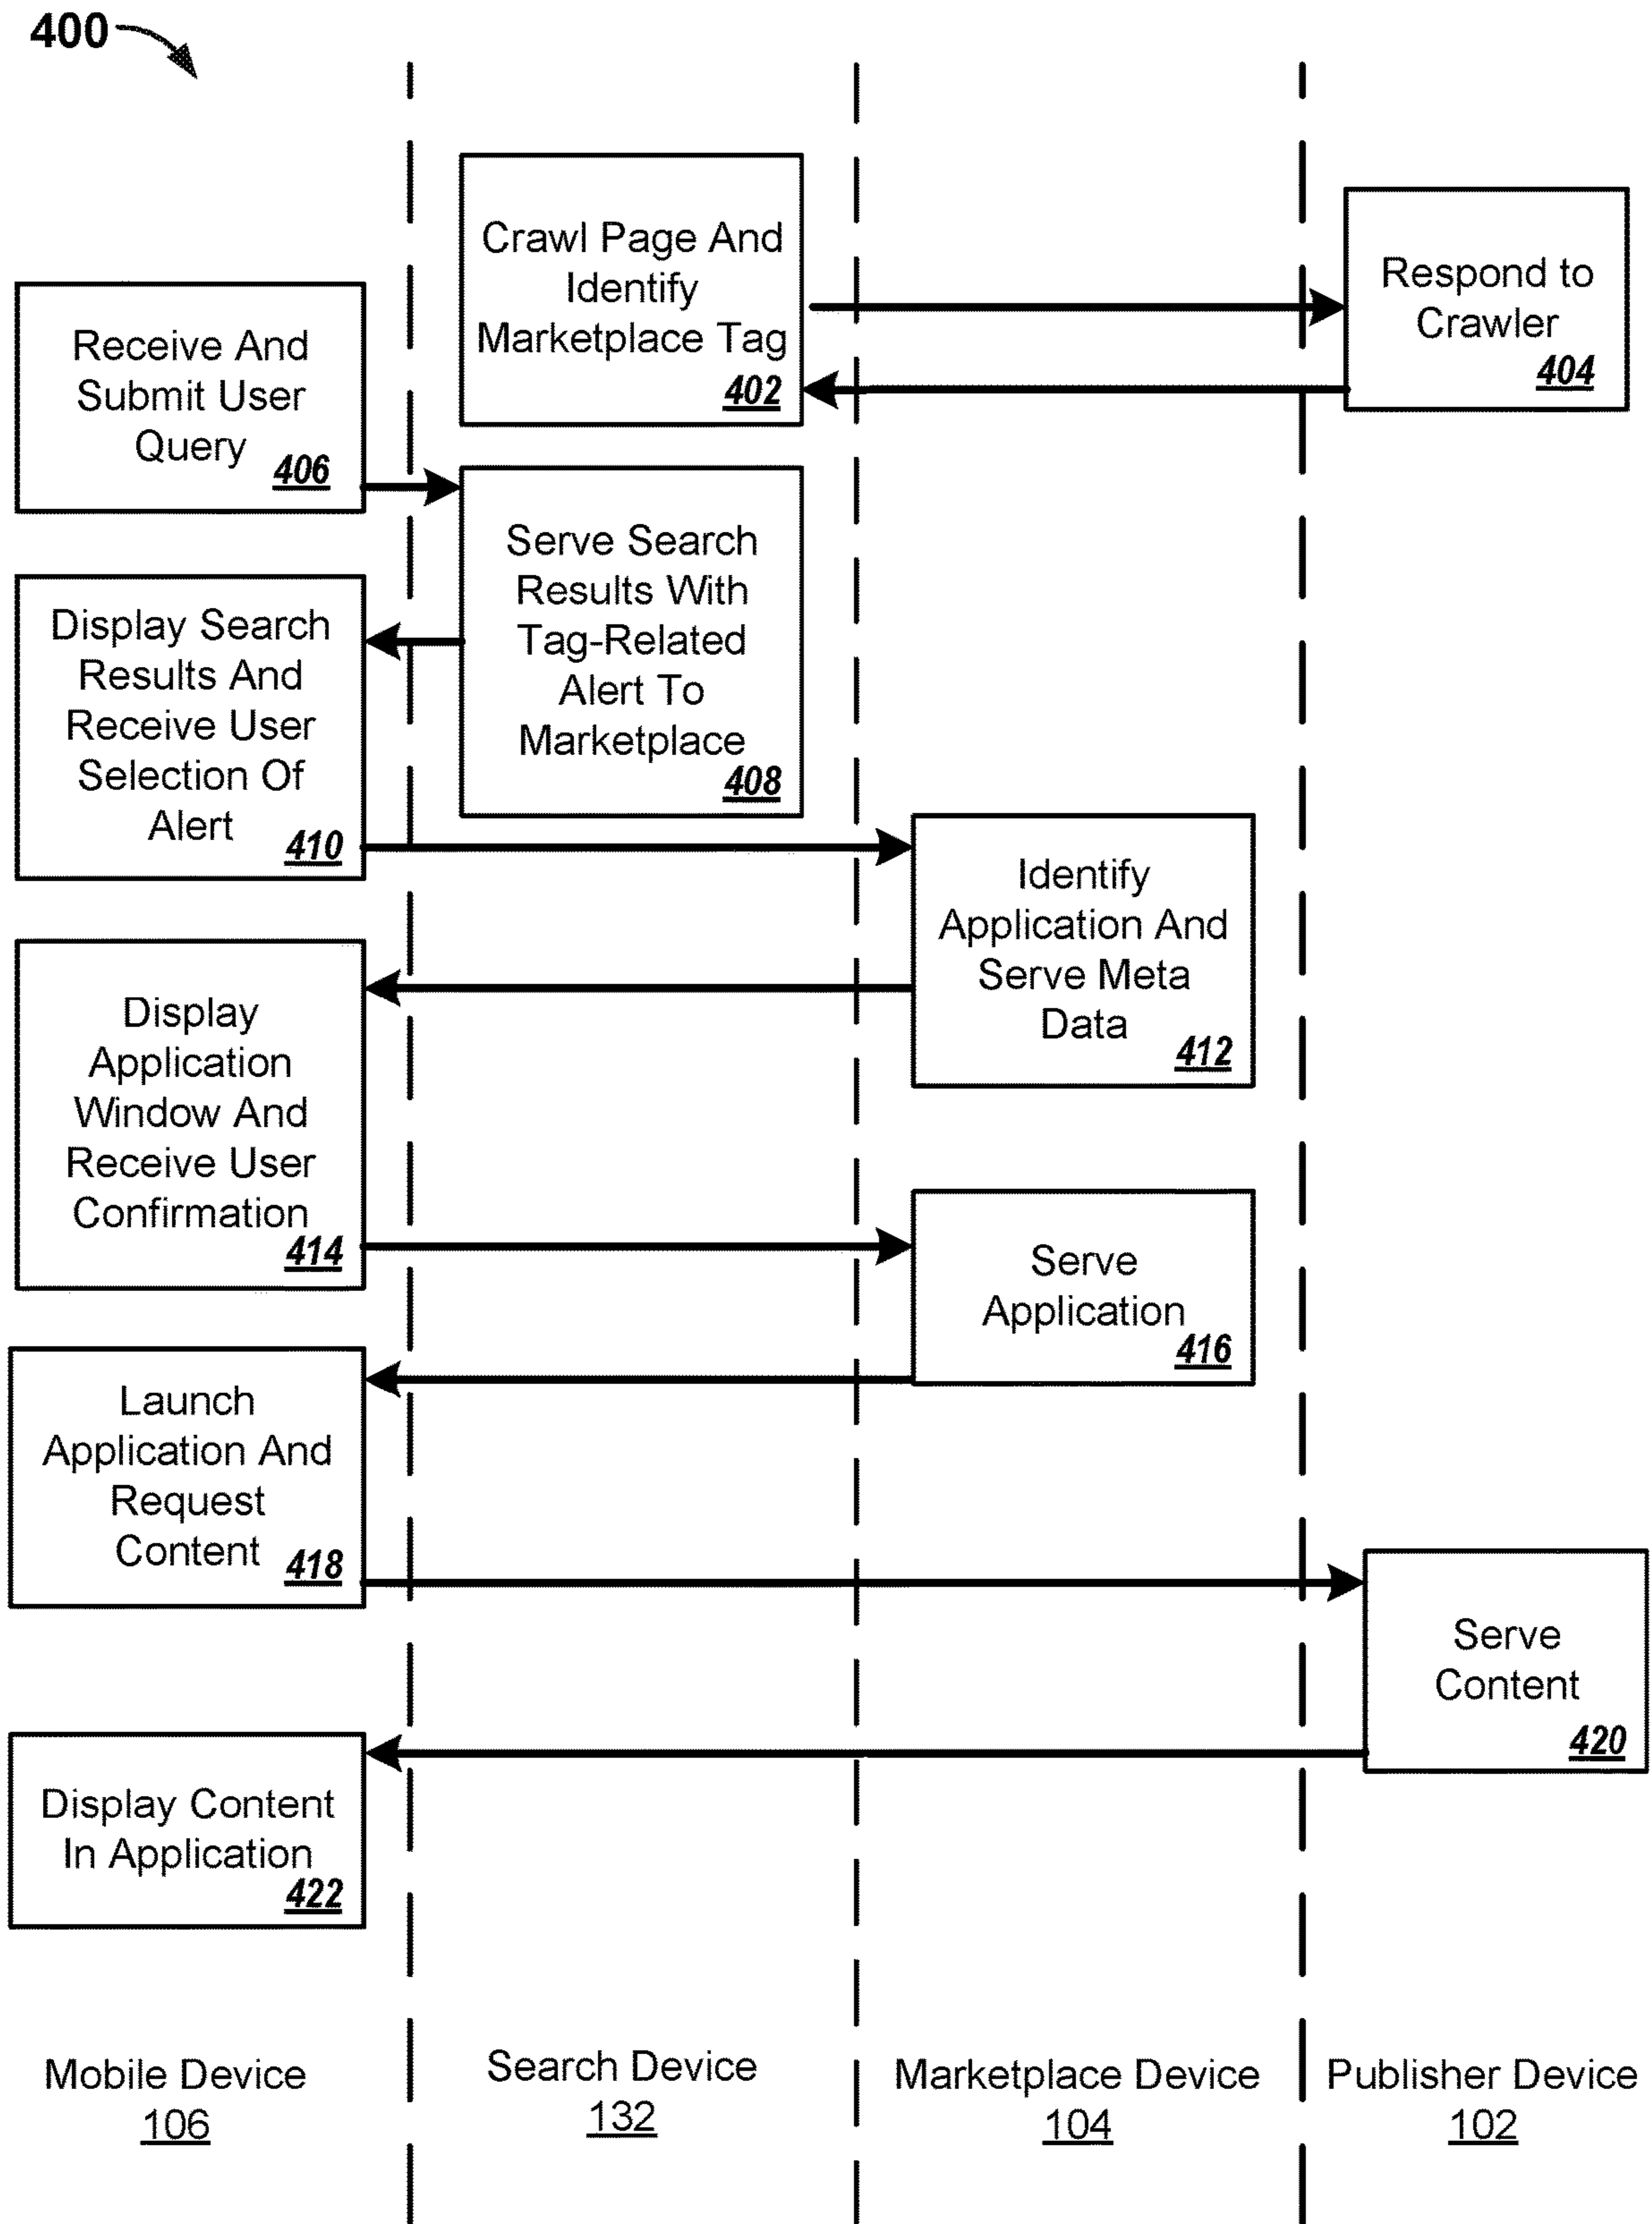 400
Crawl Page And
Identify
Marketplace Tag
402
Respond to
Crawler
404
Receive And
Submit User
Query
406
Serve Search
Results With
Tag-Related
Alert To
Marketplace
408
Display Search
Results And
Receive User
Selection Of
Alert
410
Identify
Application And
Serve Meta
Data
412
Display
Application
Window And
Receive User
Confirmation
414
Serve
Application
416
Launch
Application And
Request
Content
418
Serve
Content
420
Display Content
In Application
422
Mobile Device
106
Search Device
132
Marketplace Device
104
Publisher Device
102